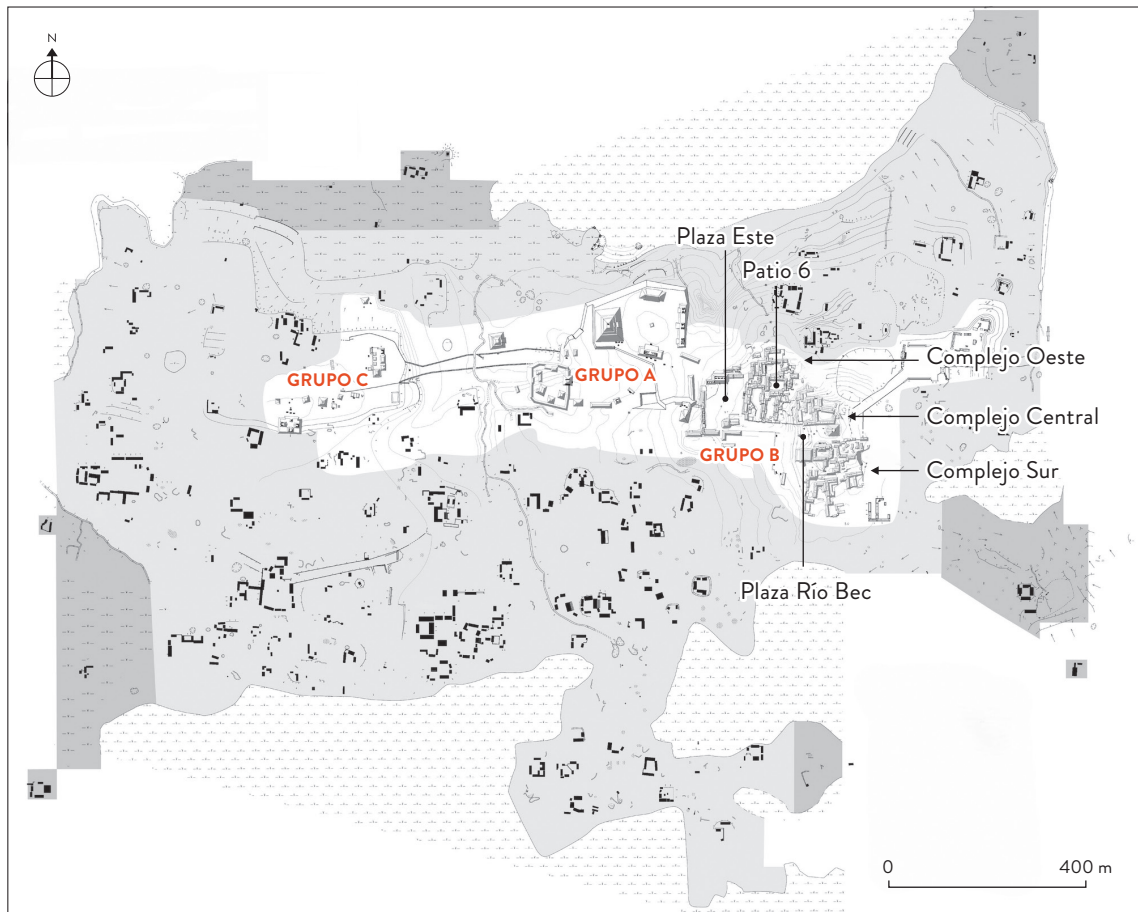 N
Plaza Este
Patio 6
Complejo Oeste
GRUPO C
GRUPO A
Complejo Central
GRUPO B
Complejo Sur
Plaza Río Bec
0 400 m